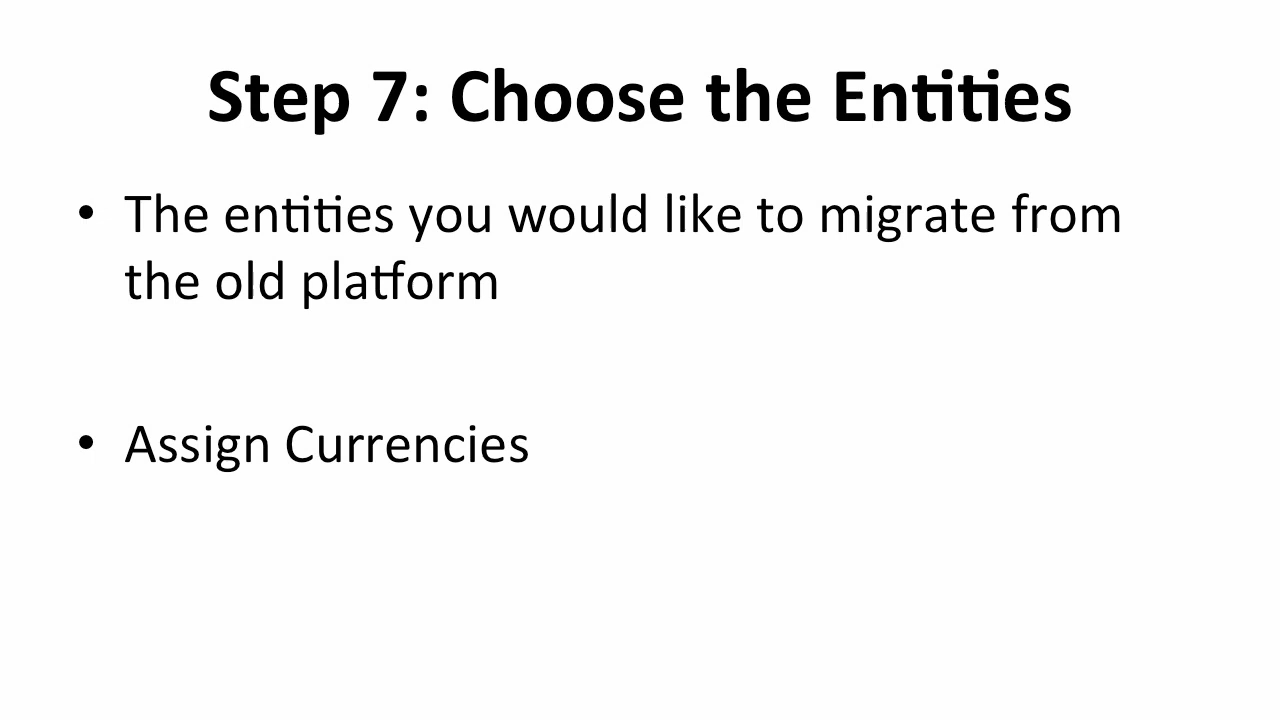 Step 7: Choose the Entities
• The entities you would like to migrate from
the old platform
• Assign Currencies